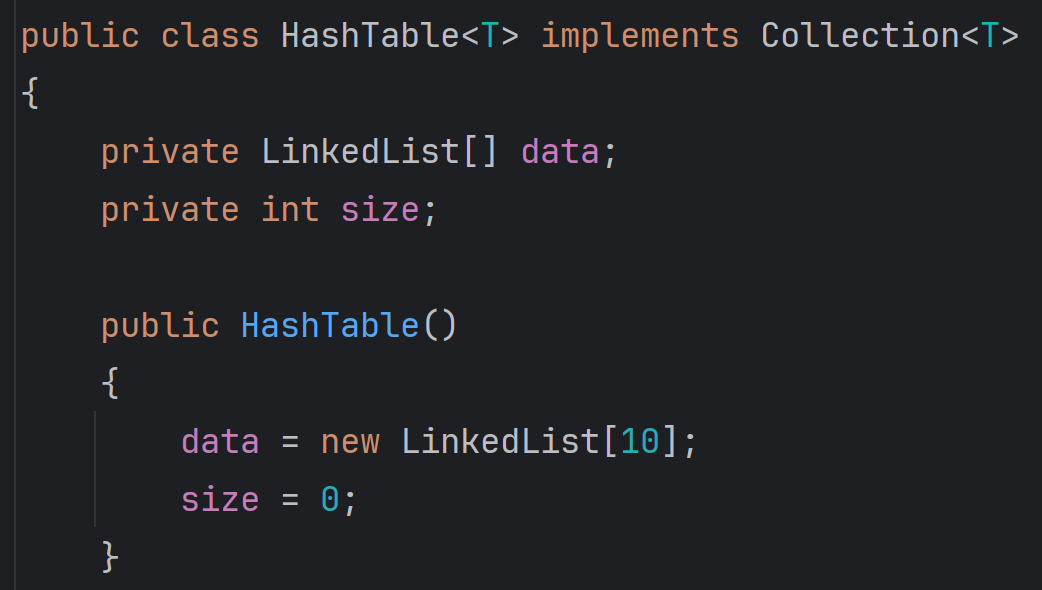 public class HashTable<T> implements Collection<T>
{
    private LinkedList[] data;
    private int size;

    public HashTable()
    {
        data = new LinkedList[10];
        size = 0;
    }